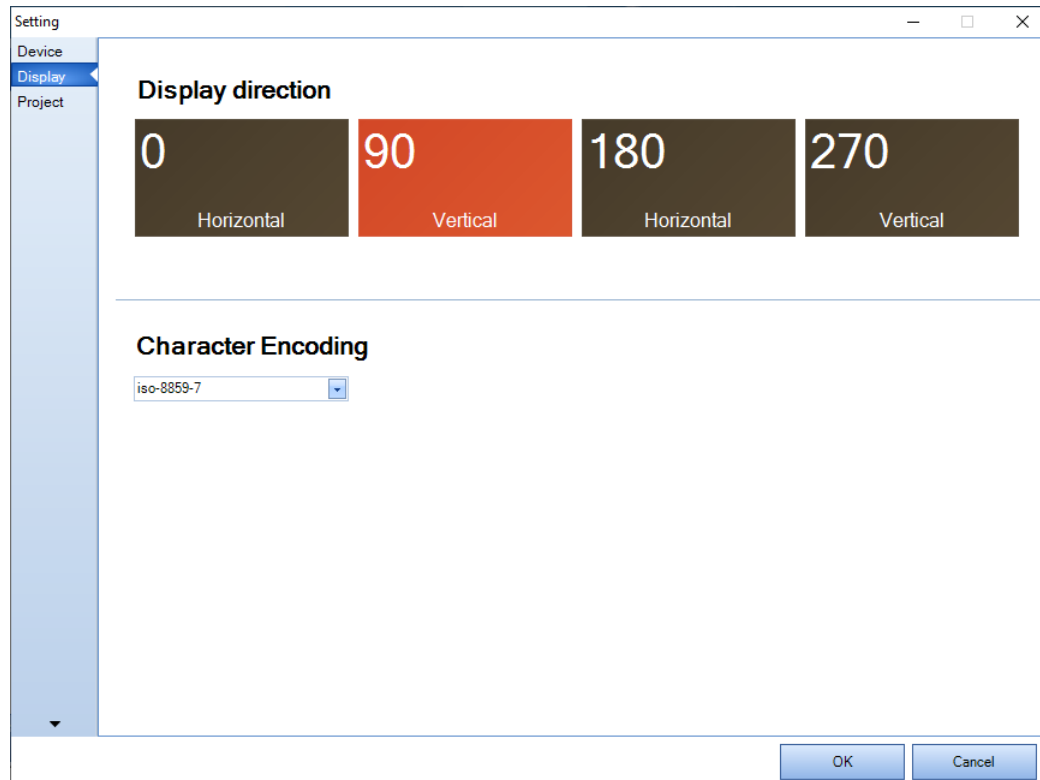 Setting
Device
Display
Project
Display direction
0
Horizontal
90
Vertical
180
Horizontal
270
Vertical
Character Encoding
iso-8859-7
OK
Cancel